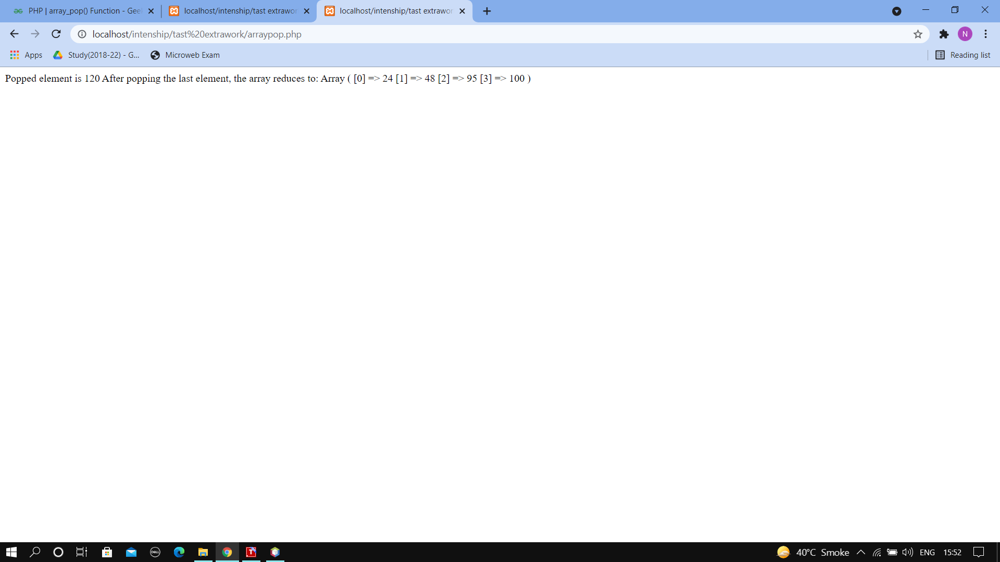 PHP | array_pop() Function - Gee
localhost/intenship/tast extrawor
localhost/intenship/tast extrawor
localhost/intenship/tast%20extrawork/arraypop.php
N
Apps
Study(2018-22) - G...
Microweb Exam
Reading list
Popped element is 120 After popping the last element, the array reduces to: Array ( [0] => 24 [1] => 48 [2] => 95 [3] => 100 )
DELL
T
40°C Smoke
ENG
15:52